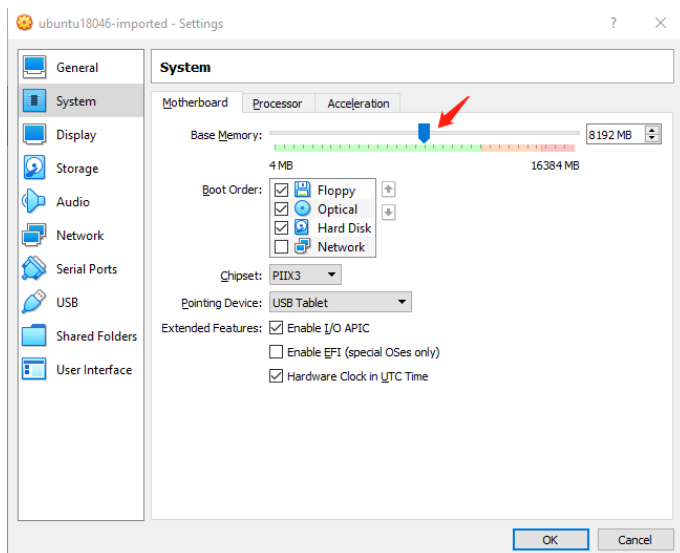 ubuntu18046-imported - Settings
General
System
Display
Storage
Audio
Network
Serial Ports
USB
Shared Folders
User Interface
System
Motherboard Processor Acceleration
Base Memory: 8192 MB
4 MB 16384 MB
Boot Order: Floppy
Optical
Hard Disk
Network
Chipset: PIIX3
Pointing Device: USB Tablet
Extended Features: Enable I/O APIC
Enable EFI (special OSes only)
Hardware Clock in UTC Time
OK Cancel